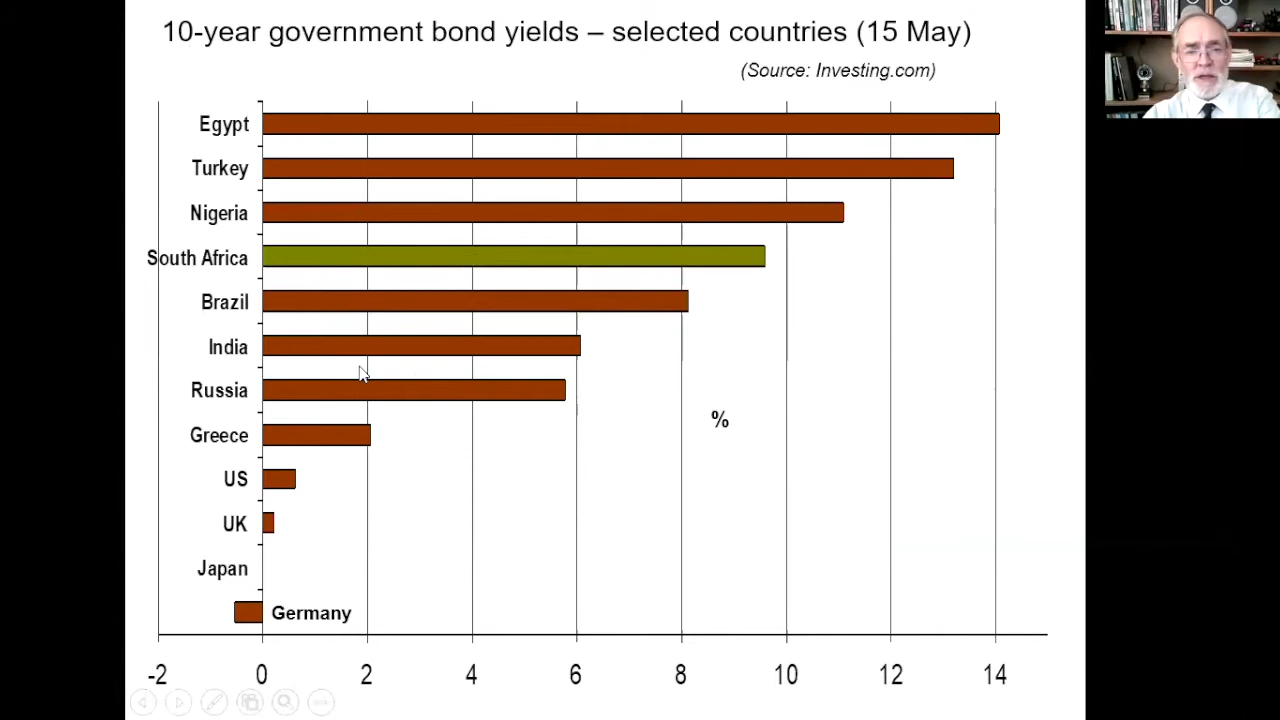 10-year government bond yields – selected countries (15 May)
(Source: Investing.com)
Egypt
Turkey
Nigeria
South Africa
Brazil
India
Russia
%
Greece
US
UK
Japan
Germany
-2 0 2 4 6 8 10 12 14